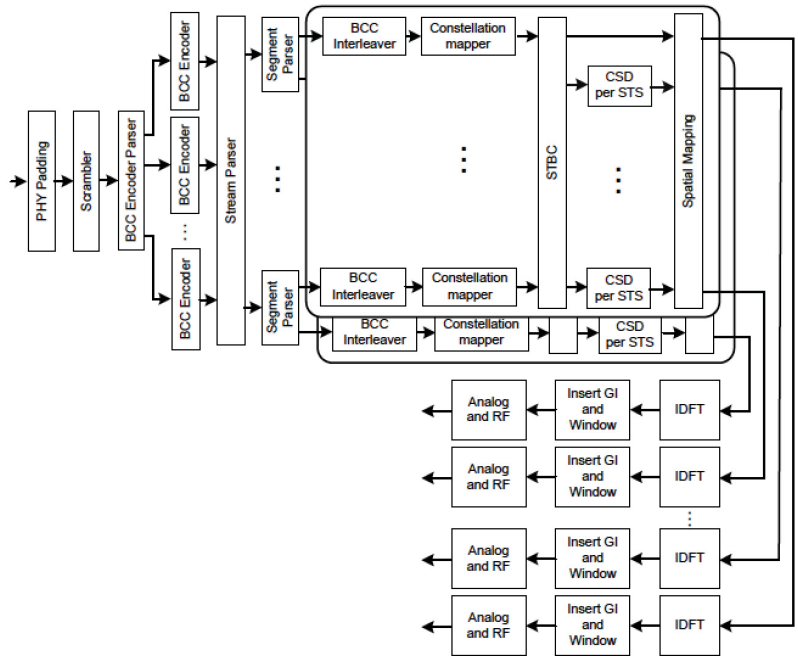 PHY Padding
Scrambler
BCC Encoder Parser
BCC Encoder
BCC Encoder
...
BCC Encoder
Stream Parser
Segment
Parser
...
Segment
Parser
BCC
Interleaver
Constellation
mapper
...
BCC
Interleaver
Constellation
mapper
STBC
CSD
per STS
...
CSD
per STS
Spatial Mapping
BCC
Interleaver
Constellation
mapper
CSD
per STS
Analog
and RF
Insert GI
and
Window
IDFT
Analog
and RF
Insert GI
and
Window
IDFT
...
Analog
and RF
Insert GI
and
Window
IDFT
Analog
and RF
Insert GI
and
Window
IDFT